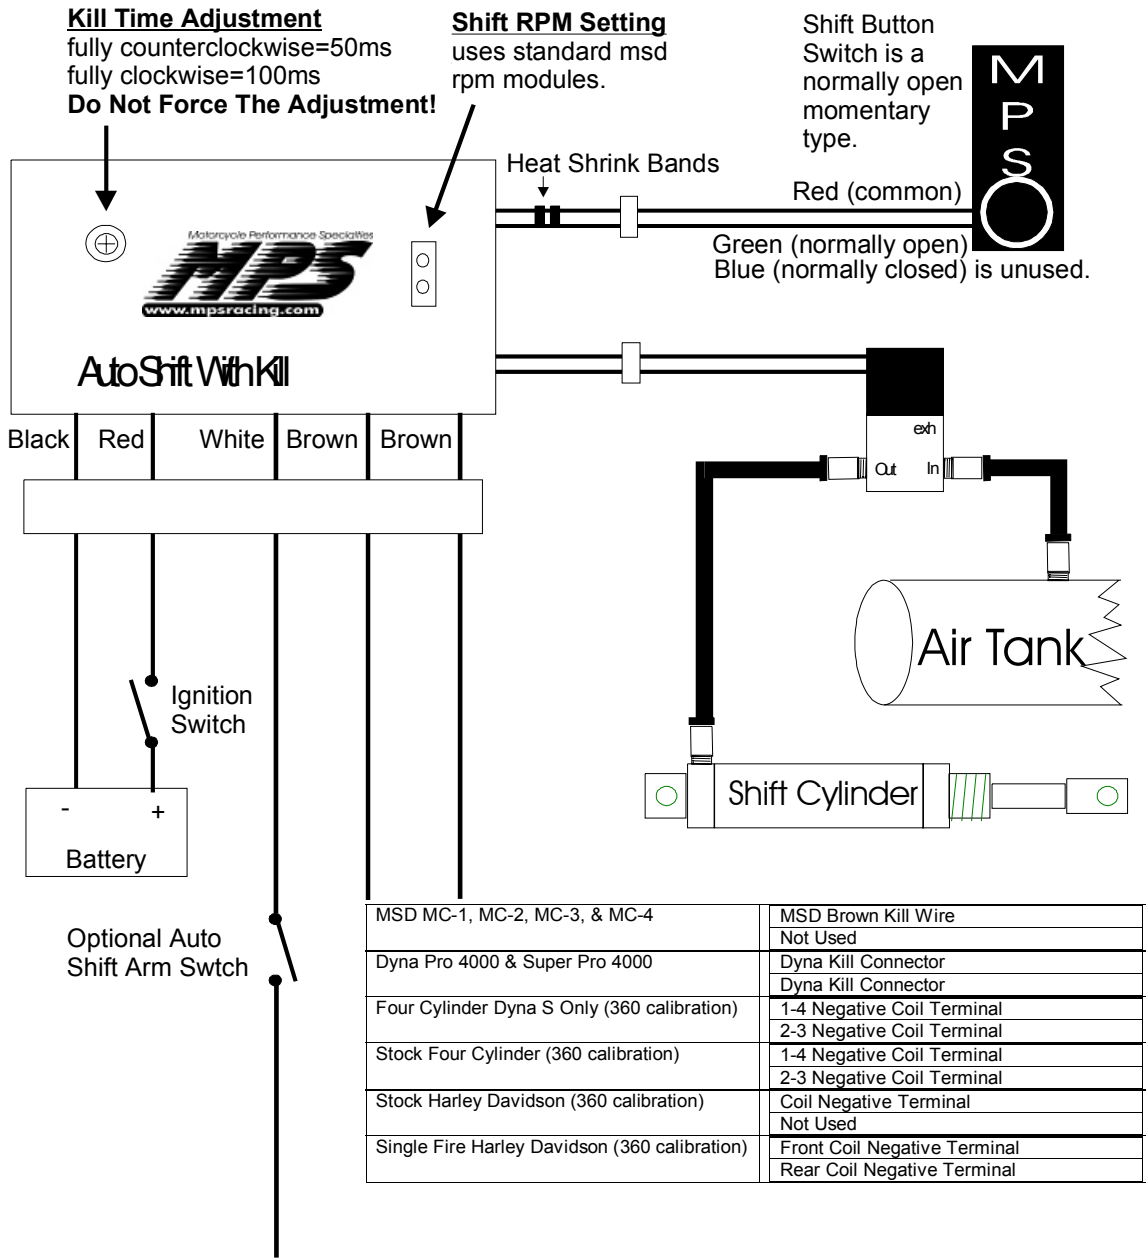 Kill Time Adjustment
fully counterclockwise=50ms
fully clockwise=100ms
Do Not Force The Adjustment!
Shift RPM Setting
uses standard msd
rpm modules.
Shift Button
Switch is a
normally open
momentary
type.
M
P
S
Heat Shrink Bands
Red (common)
Green (normally open)
Blue (normally closed) is unused.
Motorcycle Performance Specialties
MPS
www.mpsracing.com
Auto Shift With Kill
Black
Red
White
Brown
Brown
exh
Out
In
Air Tank
Ignition
Switch
Shift Cylinder
- +
Battery
Optional Auto
Shift Arm Swtch
MSD MC-1, MC-2, MC-3, & MC-4
MSD Brown Kill Wire
Not Used
Dyna Pro 4000 & Super Pro 4000
Dyna Kill Connector
Dyna Kill Connector
Four Cylinder Dyna S Only (360 calibration)
1-4 Negative Coil Terminal
2-3 Negative Coil Terminal
Stock Four Cylinder (360 calibration)
1-4 Negative Coil Terminal
2-3 Negative Coil Terminal
Stock Harley Davidson (360 calibration)
Coil Negative Terminal
Not Used
Single Fire Harley Davidson (360 calibration)
Front Coil Negative Terminal
Rear Coil Negative Terminal